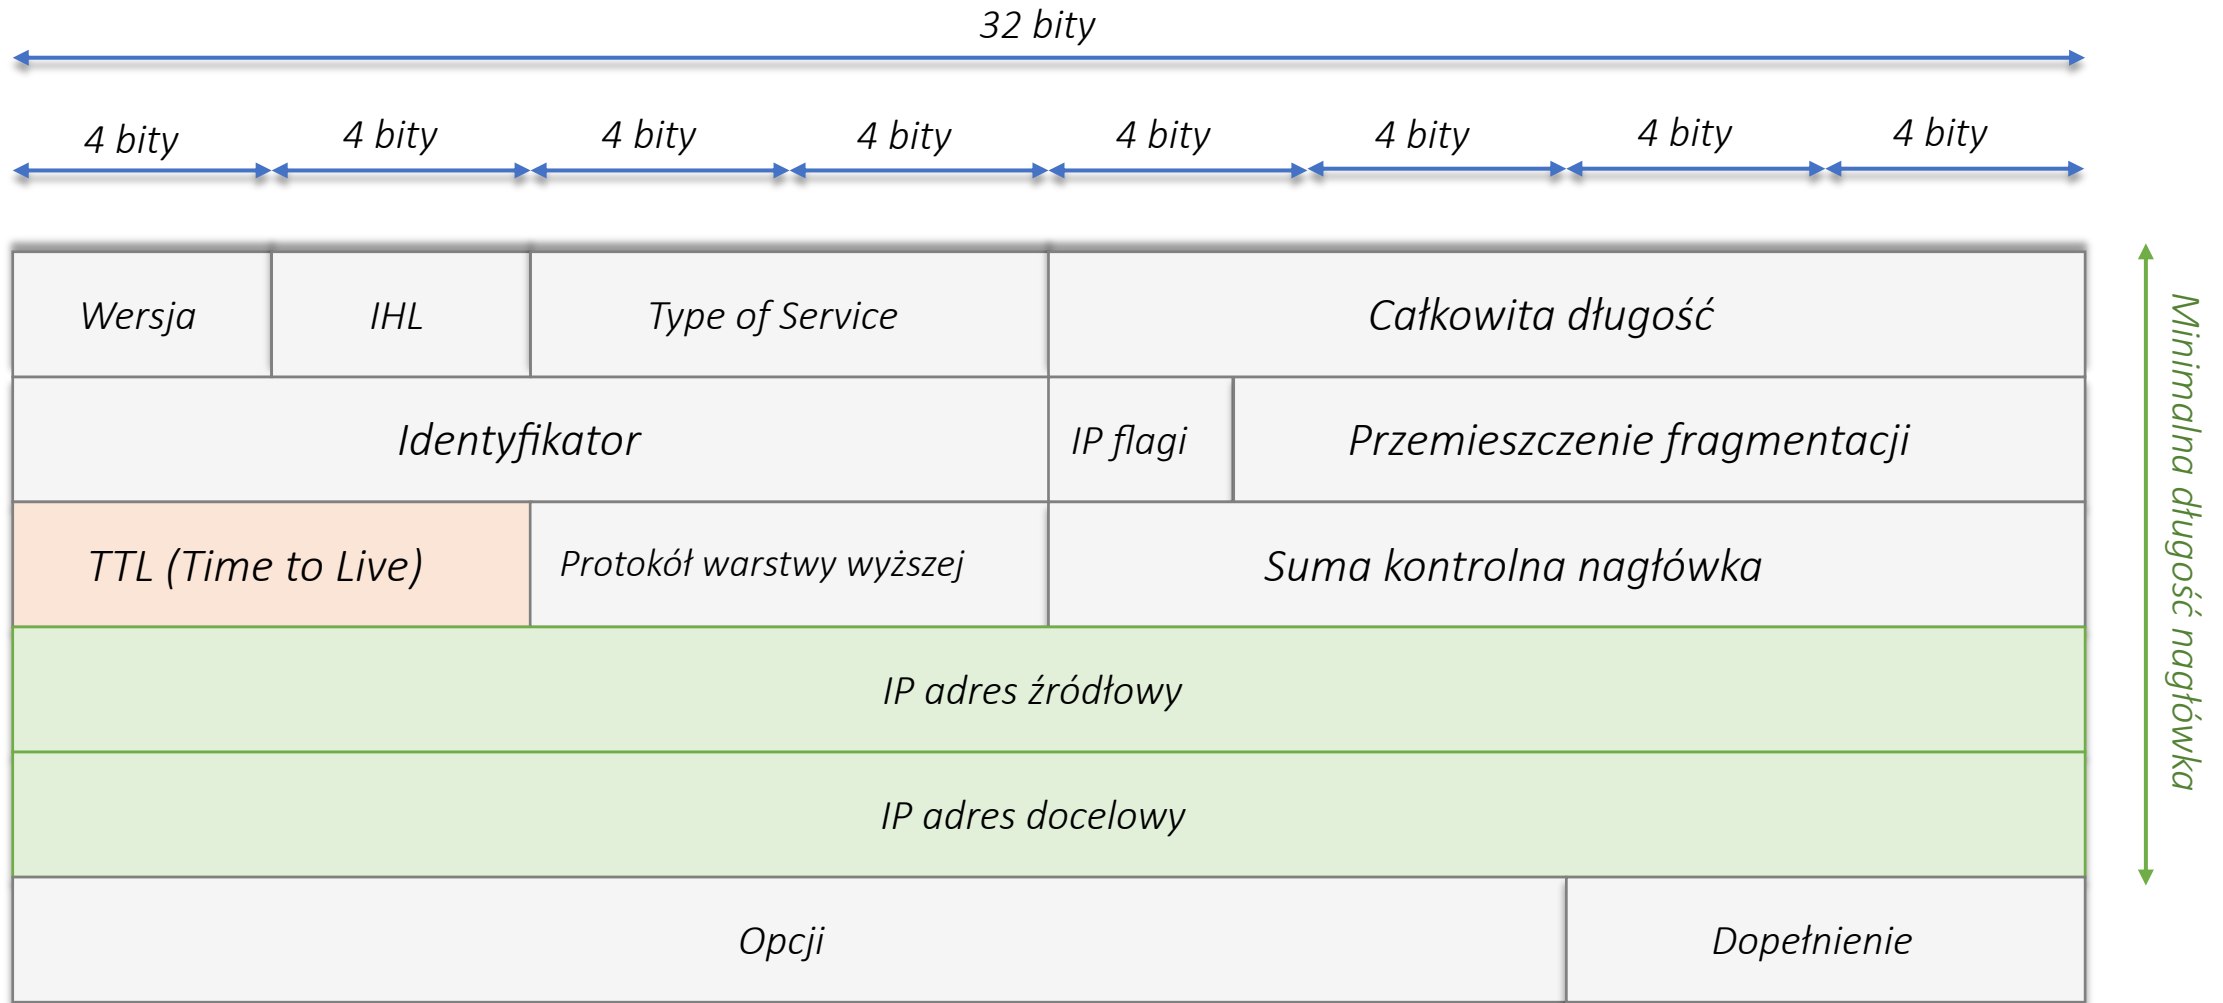 32 bity
4 bity 4 bity 4 bity 4 bity 4 bity 4 bity 4 bity 4 bity
Wersja IHL Type of Service Całkowita długość
Identyfikator IP flagi Przemieszczenie fragmentacji
TTL (Time to Live) Protokół warstwy wyższej Suma kontrolna nagłówka
IP adres źródłowy
IP adres docelowy
Opcji Dopełnienie
Minimalna długość nagłówka